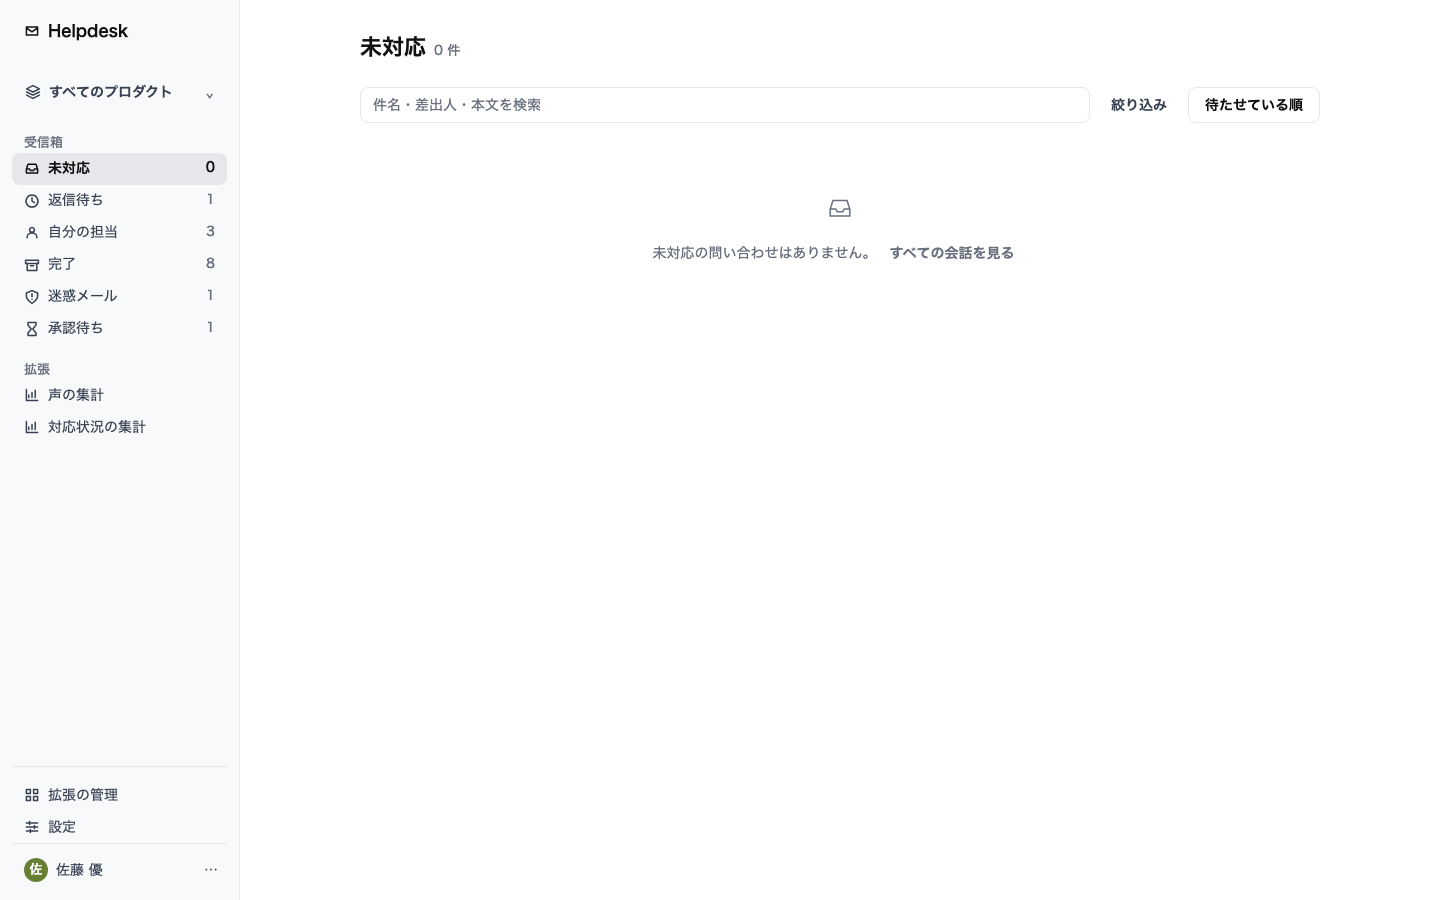 Helpdesk
すべてのプロダクト
受信箱
未対応 0
返信待ち 1
自分の担当 3
完了 8
迷惑メール 1
承認待ち 1
拡張
声の集計
対応状況の集計
拡張の管理
設定
佐 佐藤 優 …
未対応 0 件
件名・差出人・本文を検索 絞り込み 待たせている順
未対応の問い合わせはありません。 すべての会話を見る